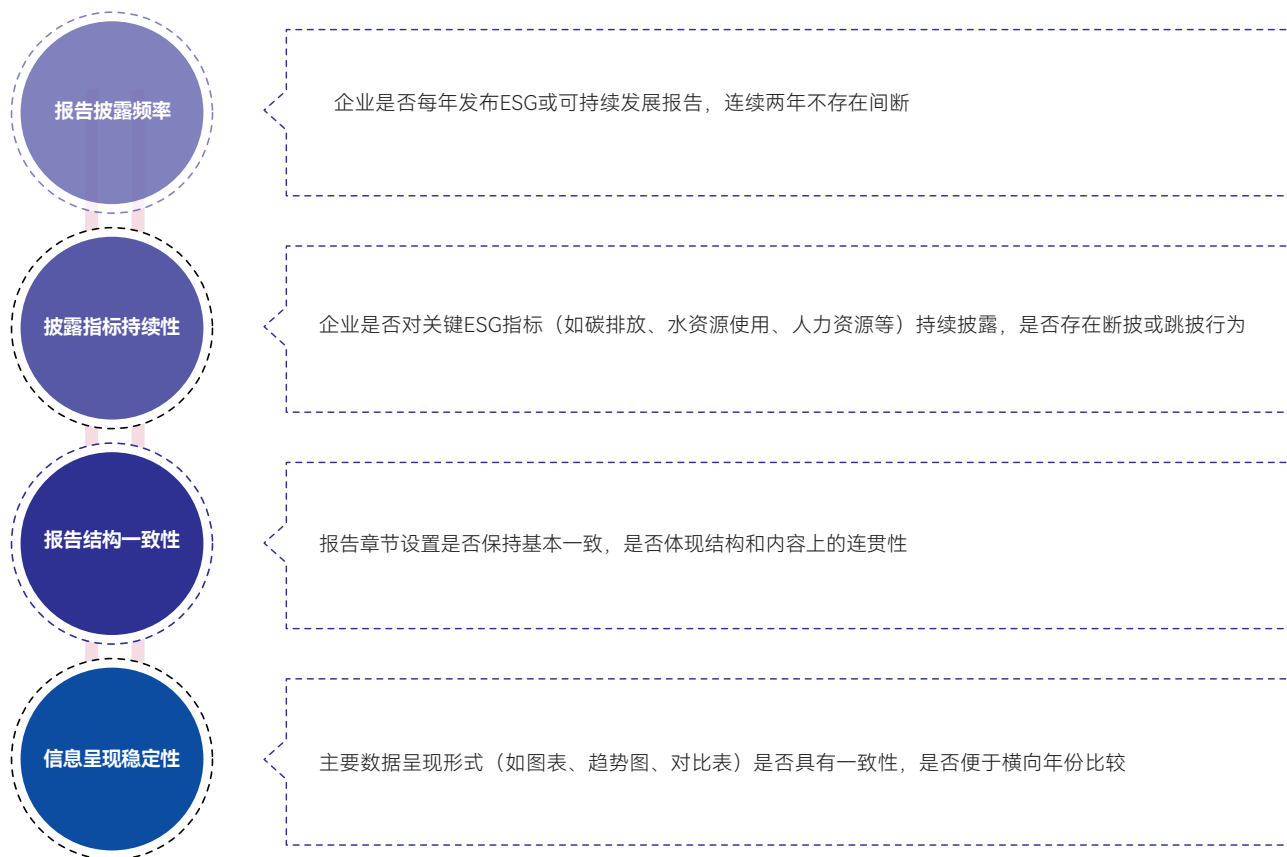 报告披露频率
企业是否每年发布ESG或可持续发展报告，连续两年不存在间断
披露指标持续性
企业是否对关键ESG指标（如碳排放、水资源使用、人力资源等）持续披露，是否存在断披或跳披行为
报告结构一致性
报告章节设置是否保持基本一致，是否体现结构和内容上的连贯性
信息呈现稳定性
主要数据呈现形式（如图表、趋势图、对比表）是否具有一致性，是否便于横向年份比较